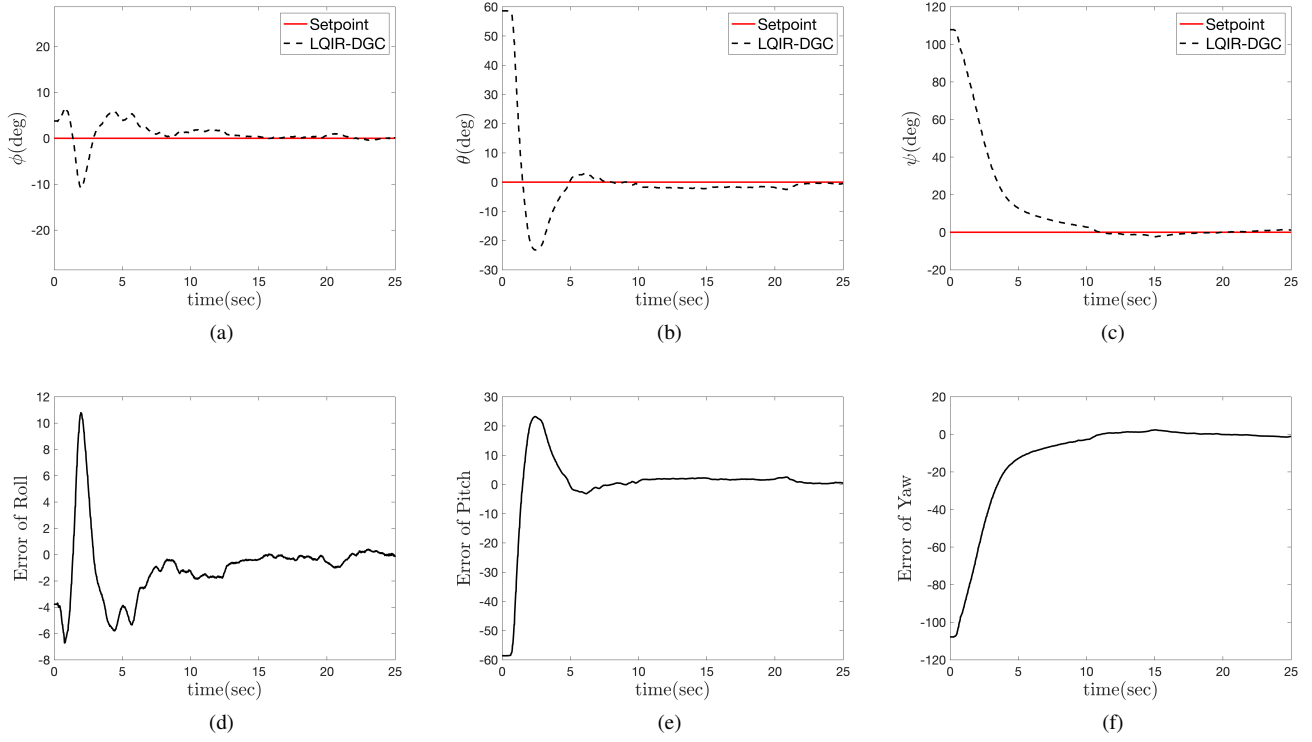 Setpoint
LQIR-DGC
20
10
0
-10
-20
ϕ(deg)
0 5 10 15 20 25
time(sec)
(a)
Setpoint
LQIR-DGC
60
50
40
30
20
10
0
-10
-20
-30
θ(deg)
0 5 10 15 20 25
time(sec)
(b)
Setpoint
LQIR-DGC
120
100
80
60
40
20
0
-20
ψ(deg)
0 5 10 15 20 25
time(sec)
(c)
12
10
8
6
4
2
0
-2
-4
-6
-8
Error of Roll
0 5 10 15 20 25
time(sec)
(d)
30
20
10
0
-10
-20
-30
-40
-50
-60
Error of Pitch
0 5 10 15 20 25
time(sec)
(e)
20
0
-20
-40
-60
-80
-100
-120
Error of Yaw
0 5 10 15 20 25
time(sec)
(f)